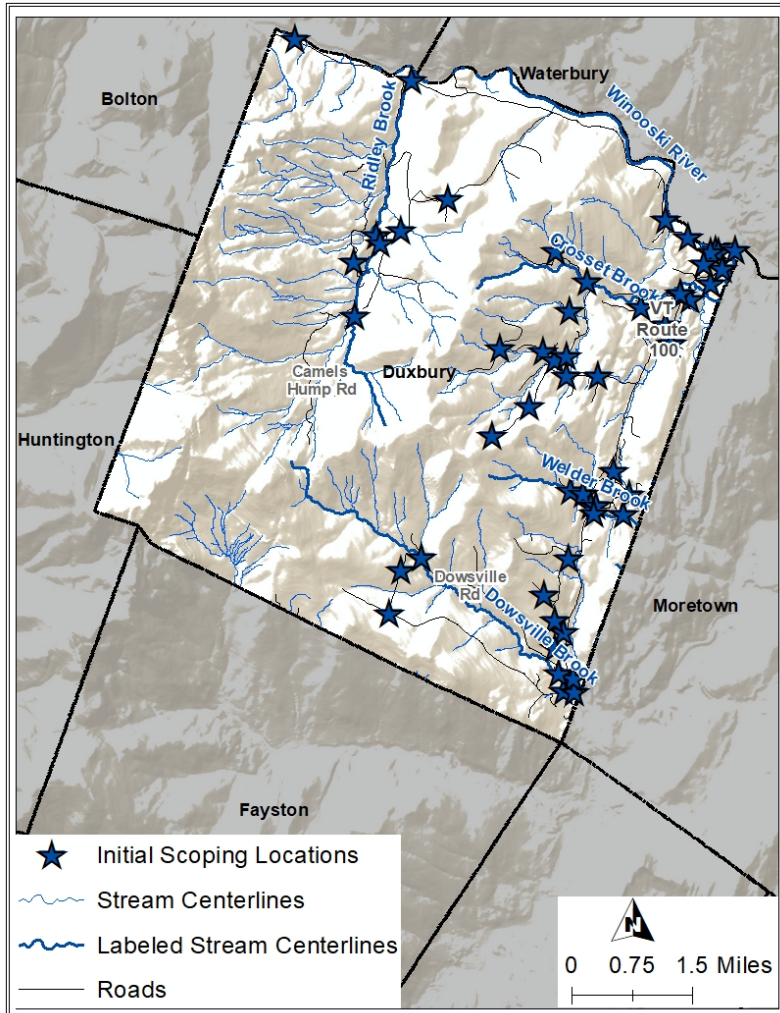 Waterbury
Bolton
Winooski River
Ridley Brook
Crosset Brook
VT
Route
100
Camels
Hump Rd
Duxbury
Huntington
Welder Brook
Dowsville
Rd
Dowsville Brook
Moretown
Fayston
Initial Scoping Locations
Stream Centerlines
Labeled Stream Centerlines
Roads
N
0 0.75 1.5 Miles